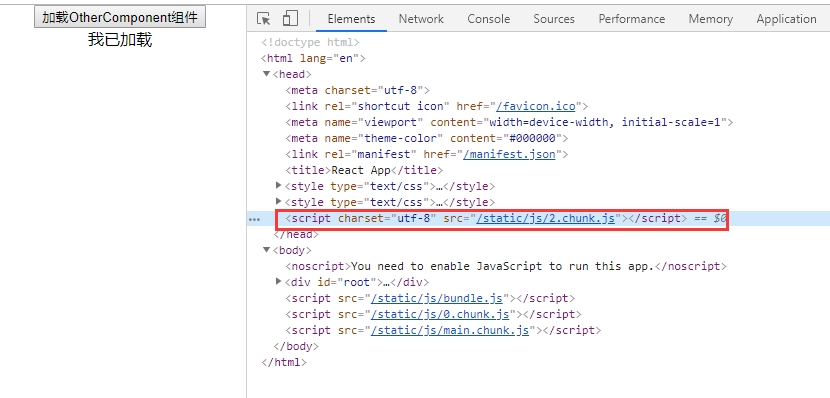 加载OtherComponent组件
我已加载
Elements Network Console Sources Performance Memory Application
<!doctype html>
<html lang="en">
<head>
<meta charset="utf-8">
<link rel="shortcut icon" href="/favicon.ico">
<meta name="viewport" content="width=device-width, initial-scale=1">
<meta name="theme-color" content="#000000">
<link rel="manifest" href="/manifest.json">
<title>React App</title>
<style type="text/css">…</style>
<style type="text/css">…</style>
<script charset="utf-8" src="/static/js/2.chunk.js"></script> == $0
</head>
<body>
<noscript>You need to enable JavaScript to run this app.</noscript>
<div id="root">…</div>
<script src="/static/js/bundle.js"></script>
<script src="/static/js/0.chunk.js"></script>
<script src="/static/js/main.chunk.js"></script>
</body>
</html>